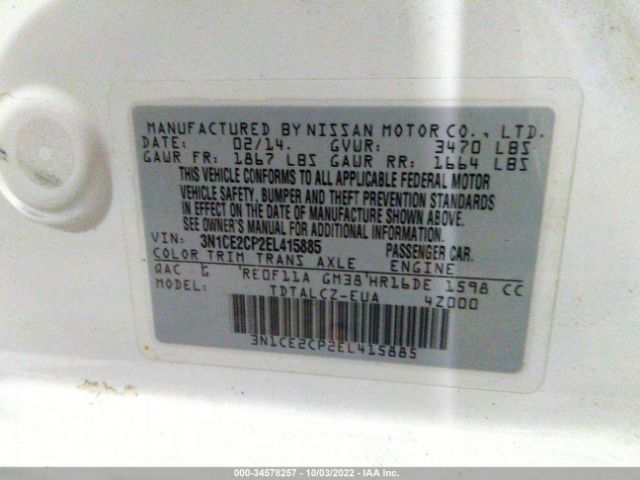 MANUFACTURED BY NISSAN MOTOR CO., LTD.
DATE: 02/14. GVWR: 3470 LBS
GAWR FR: 1867 LBS GAWR RR: 1664 LBS
THIS VEHICLE CONFORMS TO ALL APPLICABLE FEDERAL MOTOR
VEHICLE SAFETY, BUMPER AND THEFT PREVENTION STANDARDS
IN EFFECT ON THE DATE OF MANUFACTURE SHOWN ABOVE.
SEE OWNER'S MANUAL FOR ADDITIONAL INFORMATION.
VIN: 3N1CE2CP2EL415885 PASSENGER CAR.
COLOR TRIM TRANS AXLE ENGINE
QAC G RE0F11A GM38 HR16DE 1598 CC
TDTALCZ-EUA 4Z000
3N1CE2CP2EL415885
000-34578257 - 10/03/2022 - IAA Inc.